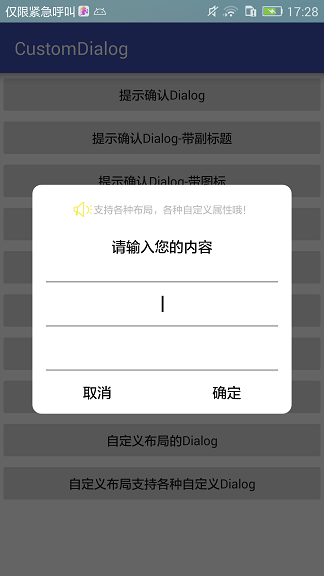 仅限紧急呼叫 17:28
CustomDialog
提示确认Dialog
提示确认Dialog-带副标题
提示确认Dialog-带图标
支持各种布局，各种自定义属性哦！
请输入您的内容
取消 确定
自定义布局的Dialog
自定义布局支持各种自定义Dialog